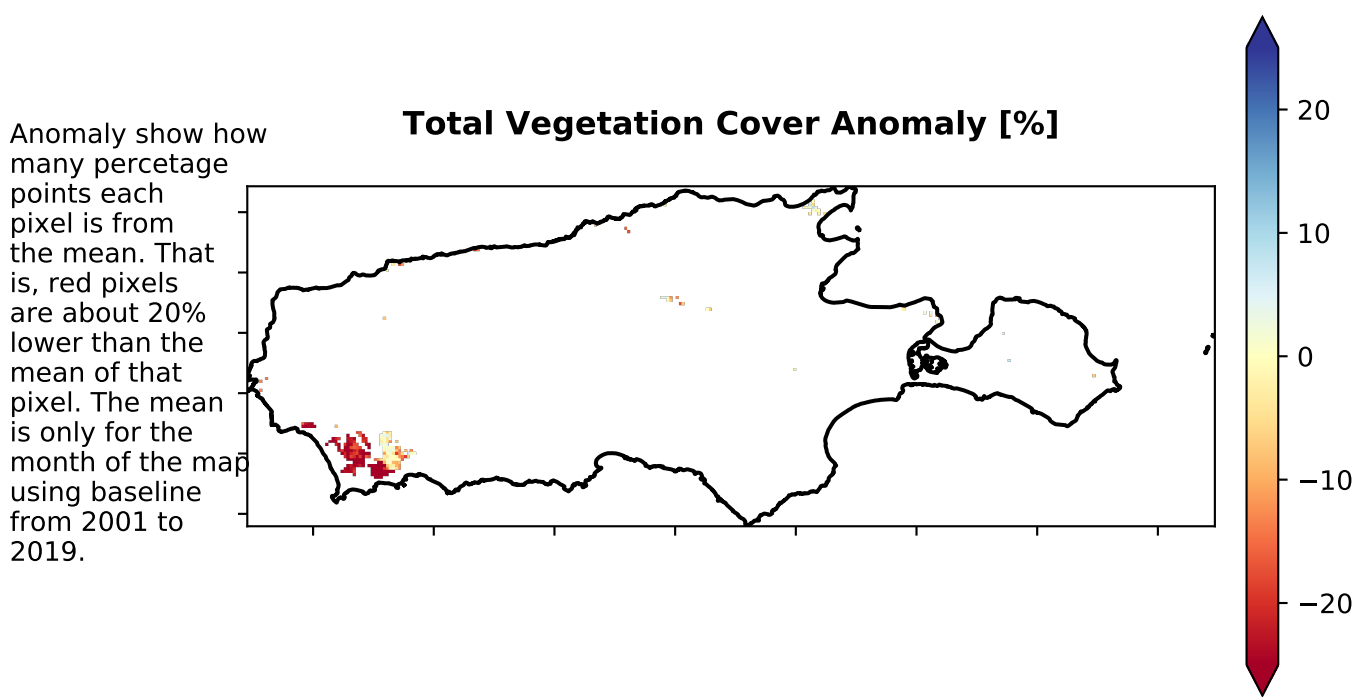 Total Vegetation Cover Anomaly [%]
Anomaly show how
many percetage
points each
pixel is from
the mean. That
is, red pixels
are about 20%
lower than the
mean of that
pixel. The mean
is only for the
month of the map
using baseline
from 2001 to
2019.
20
10
0
−10
−20